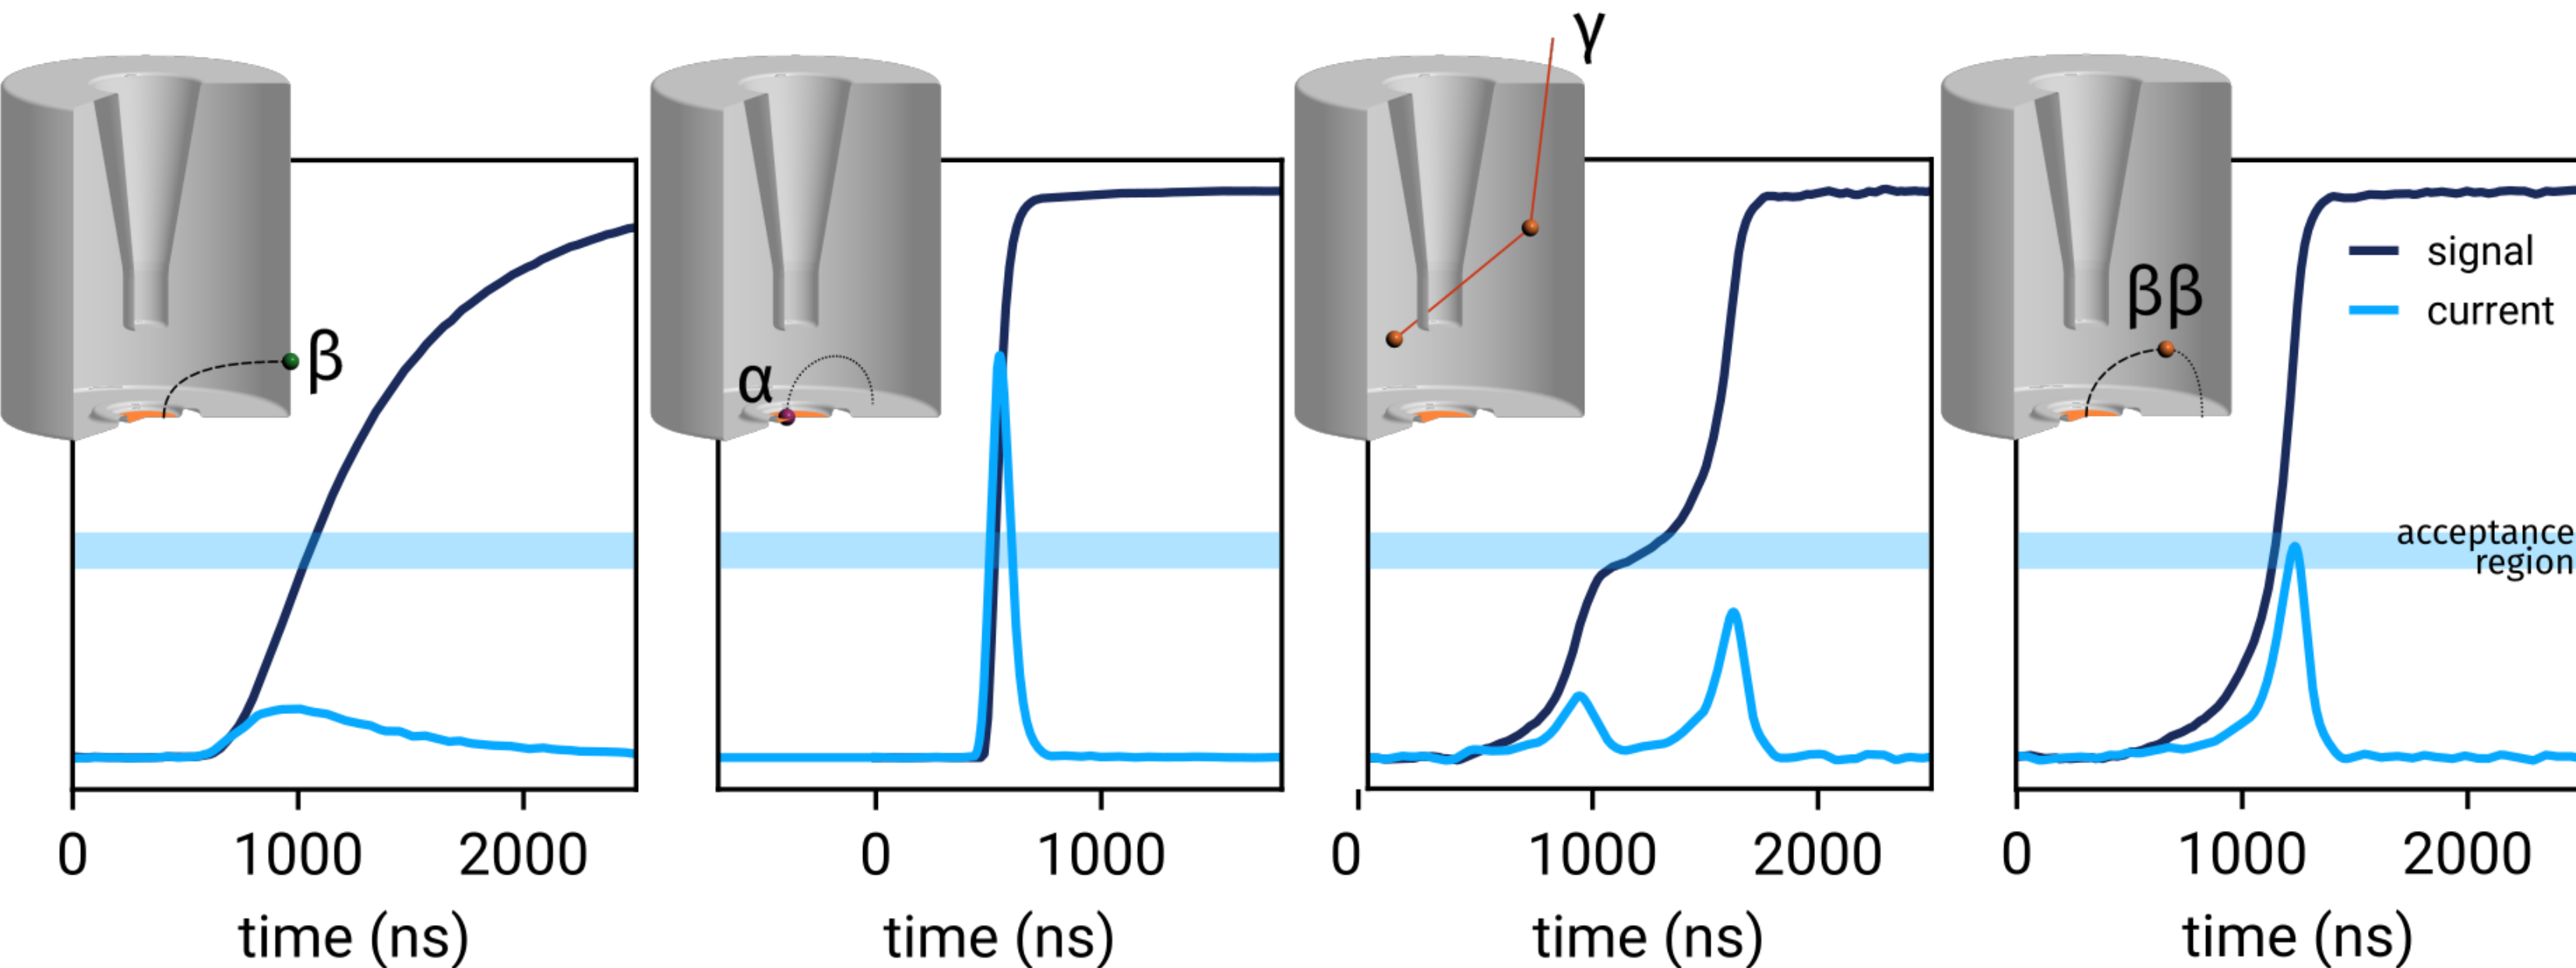 γ
β
α
ββ
signal
current
acceptance
region
0 1000 2000
0 1000
0 1000 2000
0 1000 2000
time (ns)
time (ns)
time (ns)
time (ns)